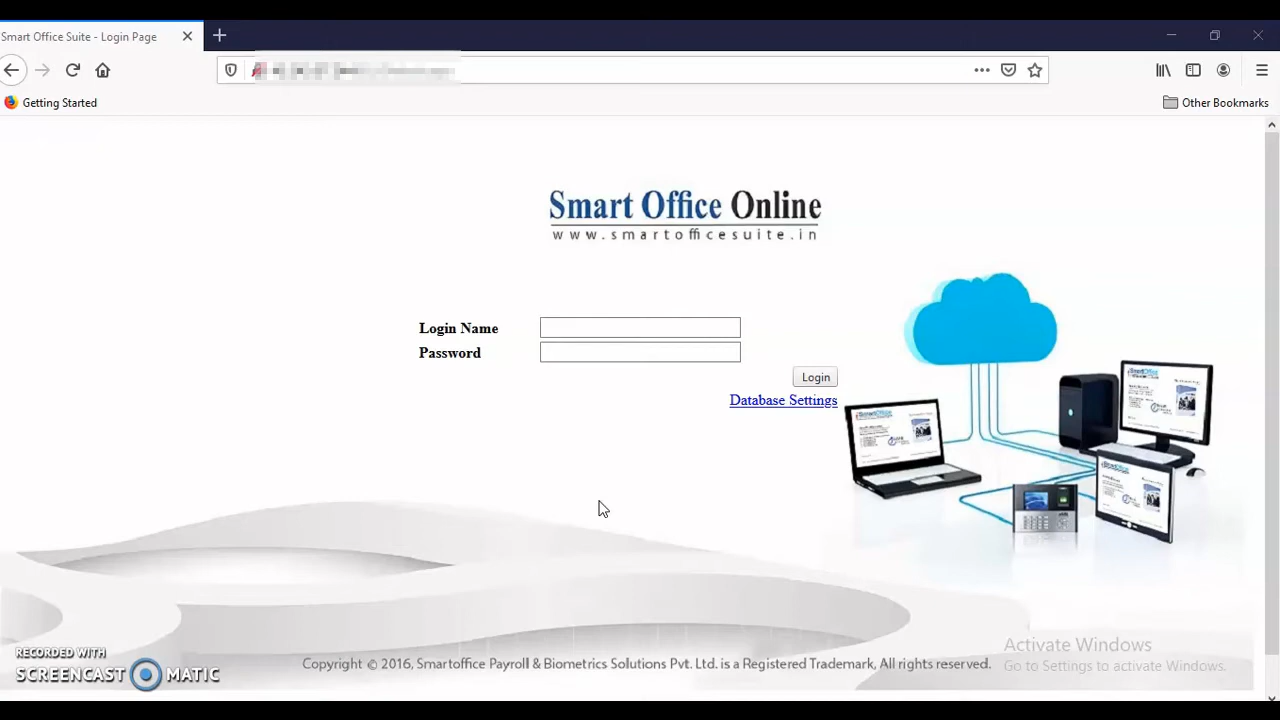 Smart Office Suite - Login Page
Getting Started
Other Bookmarks
Smart Office Online
www.smartofficesuite.in
Login Name
Password
Login
Database Settings
Activate Windows
Go to Settings to activate Windows.
RECORDED WITH
SCREENCAST MATIC
Copyright © 2016, Smartoffice Payroll & Biometrics Solutions Pvt. Ltd. is a Registered Trademark, All rights reserved.